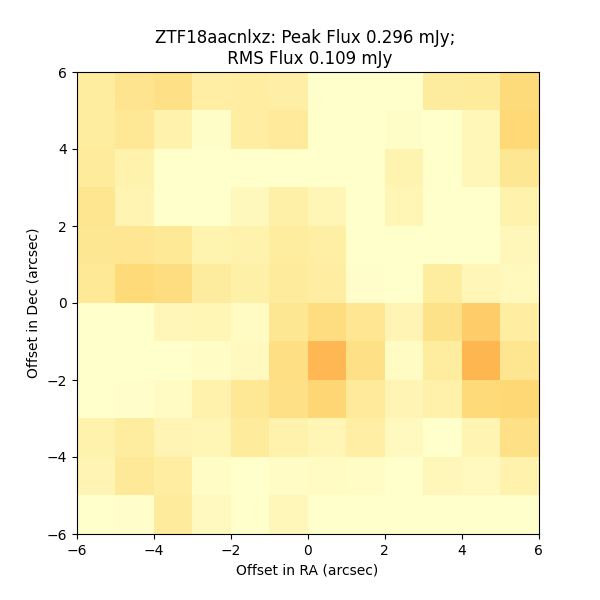 ZTF18aacnlxz: Peak Flux 0.296 mJy;
RMS Flux 0.109 mJy
6
4
2
0
−2
−4
−6
Offset in Dec (arcsec)
−6 −4 −2 0 2 4 6
Offset in RA (arcsec)